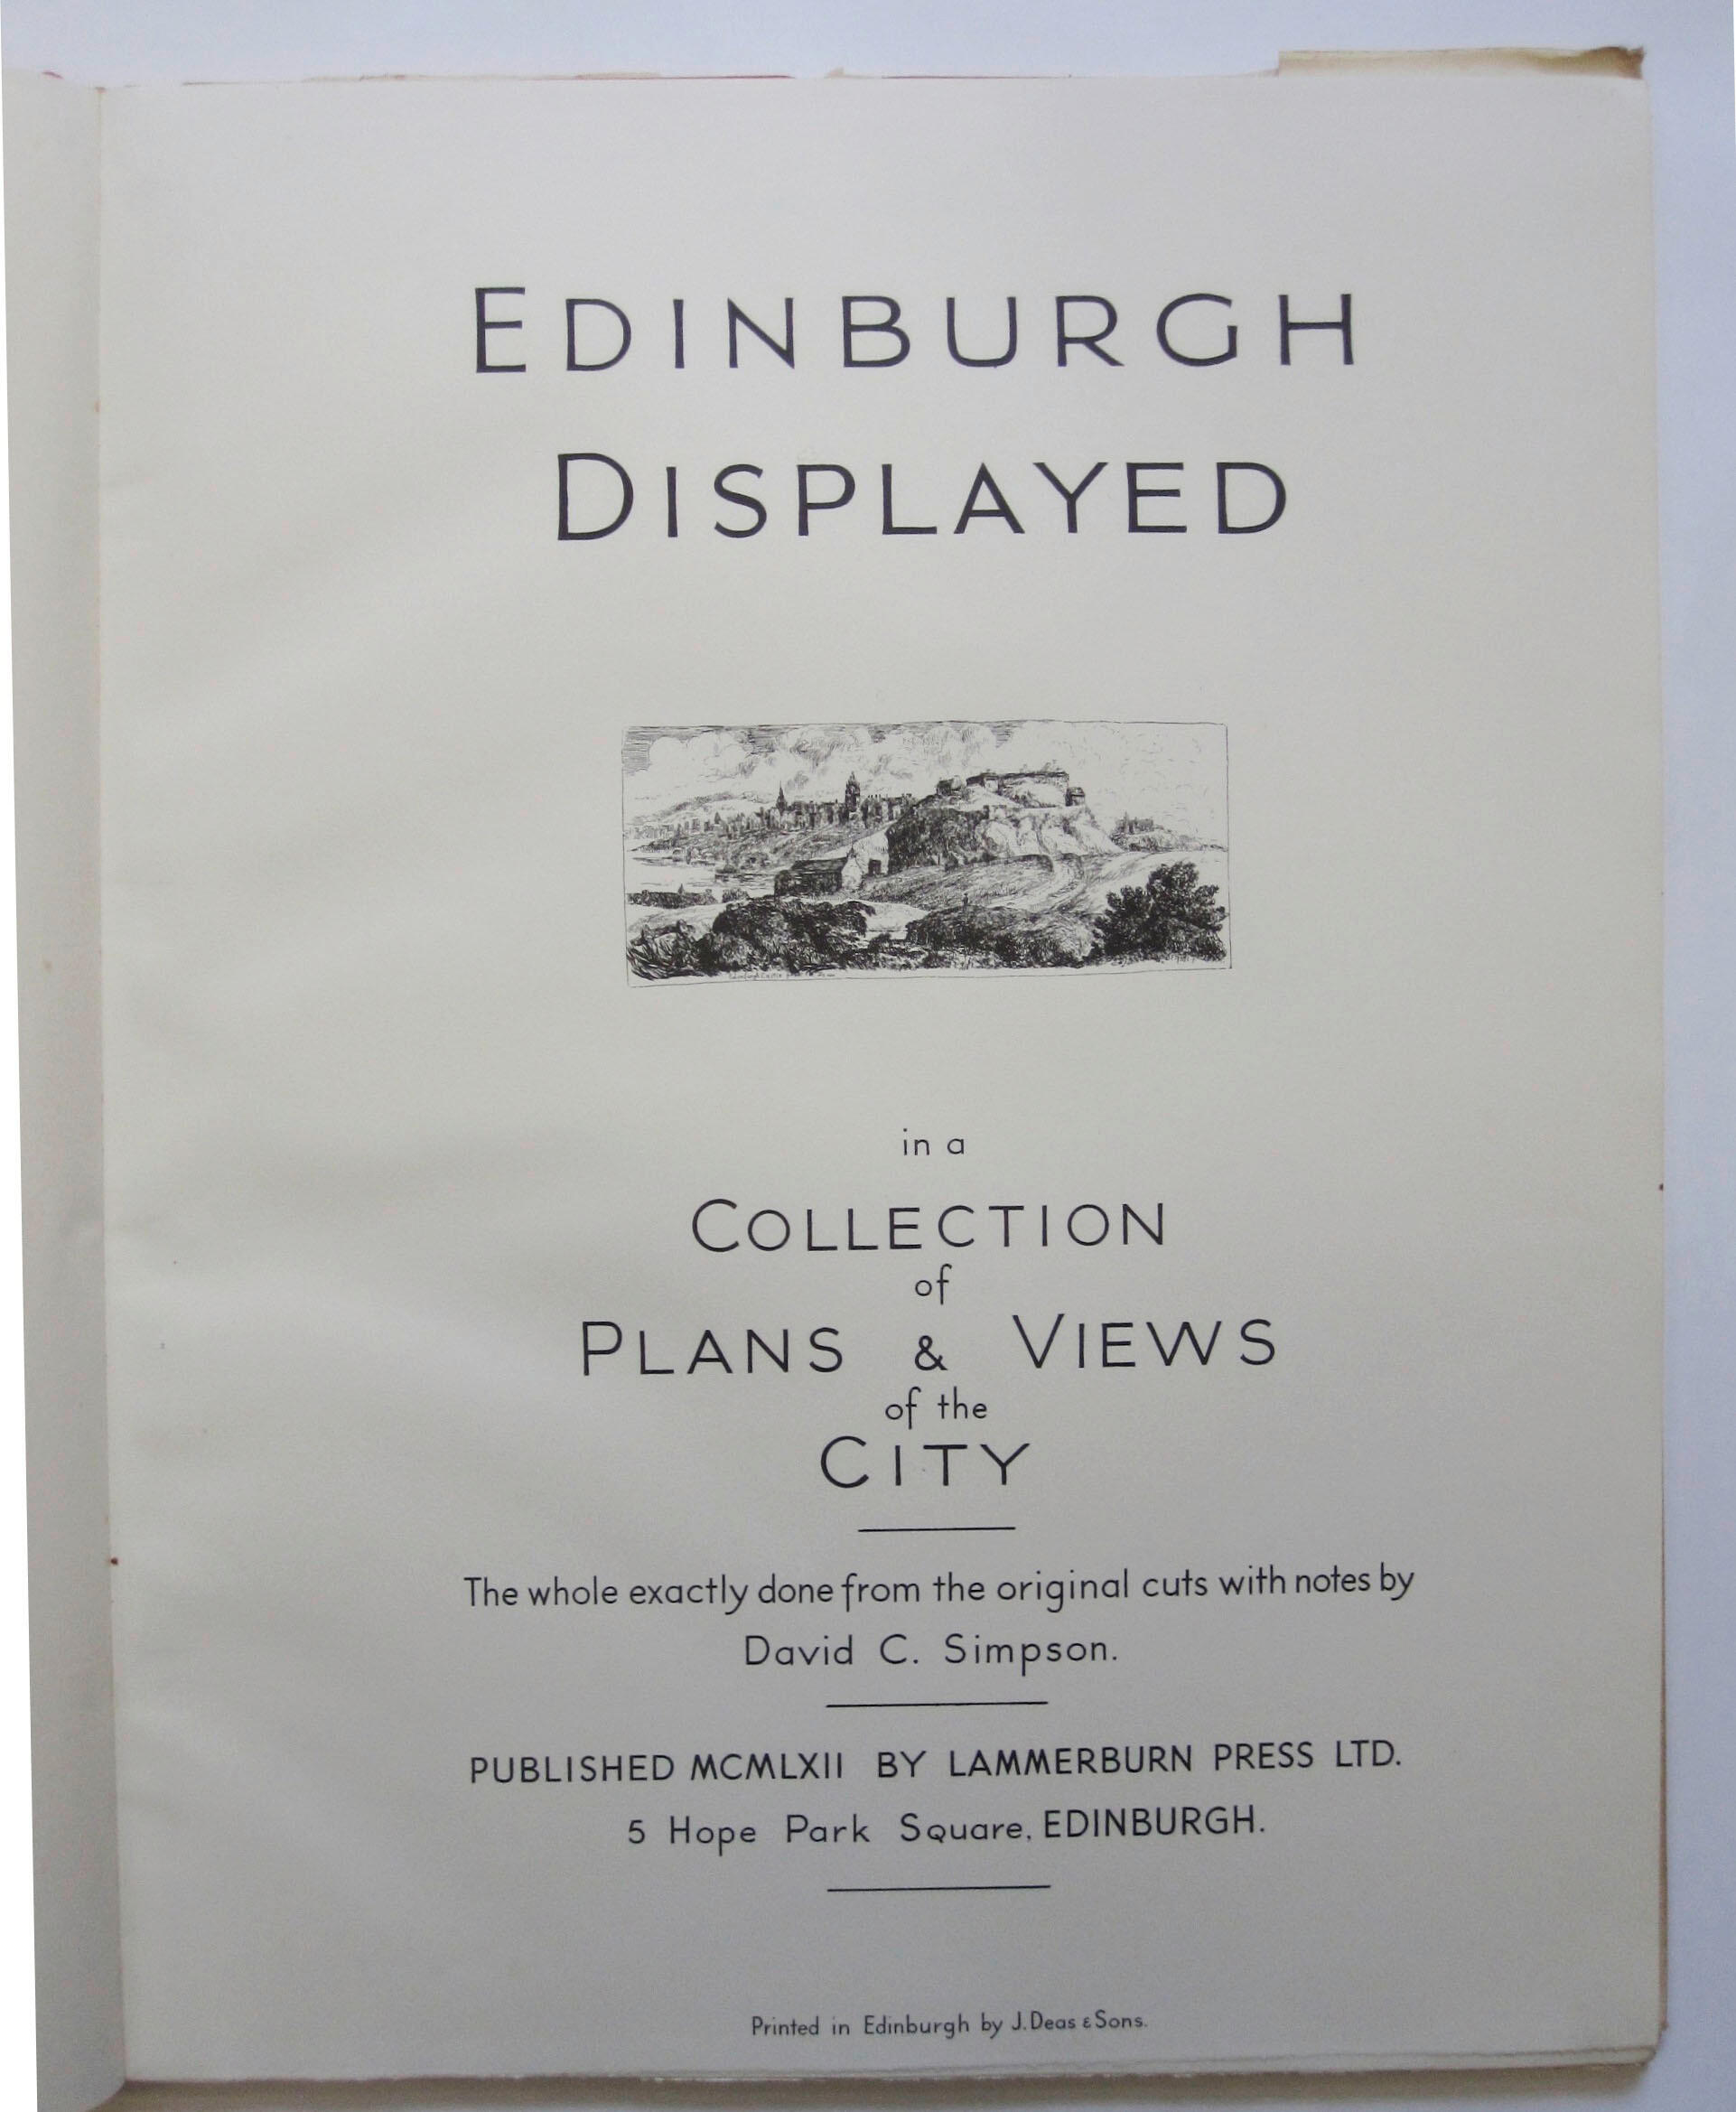 EDINBURGH
DISPLAYED
in a
COLLECTION
of
PLANS & VIEWS
of the
CITY
The whole exactly done from the original cuts with notes by
David C. Simpson.
PUBLISHED MCMLXII BY LAMMERBURN PRESS LTD.
5 Hope Park Square, EDINBURGH.
Printed in Edinburgh by J. Deas & Sons.